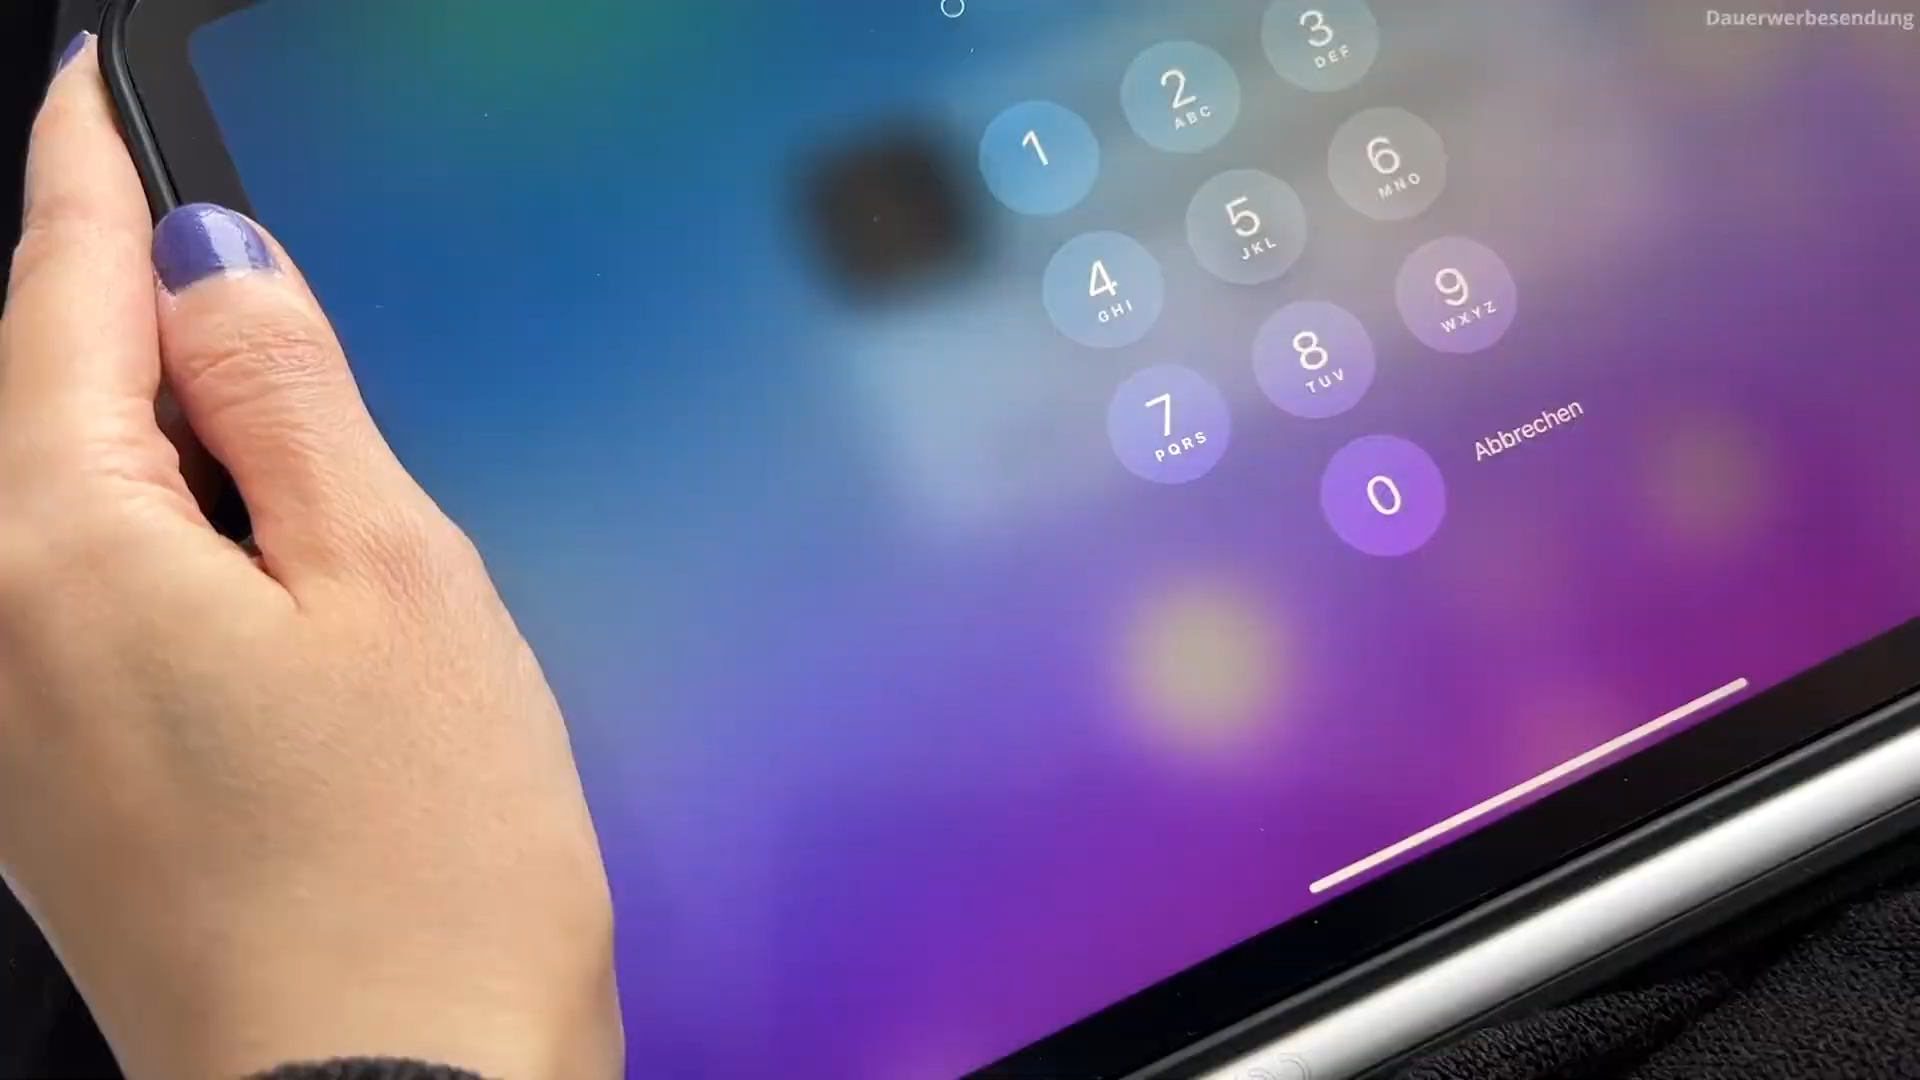 Dauerwerbesendung
1
2
ABC
3
DEF
4
GHI
5
JKL
6
MNO
7
PQRS
8
TUV
9
WXYZ
0
Abbrechen